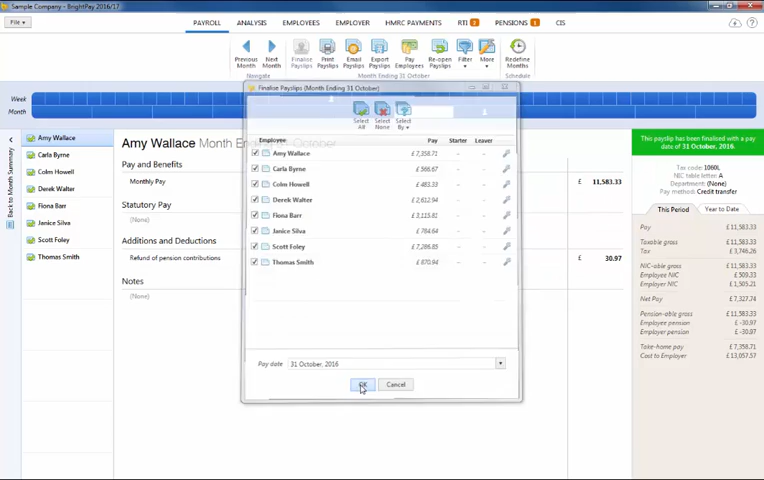 Sample Company - BrightPay 2016/17
File
PAYROLL ANALYSIS EMPLOYEES EMPLOYER HMRC PAYMENTS RTI PENSIONS 1 CIS
Previous Month Next Month Finalise Payslips Print Payslips Email Payslips Export Payslips Pay Employees Re-open Payslips Filter More Redefine Months
Navigate Month Ending 31 October Schedule
Week
Month
Back to Month Summary
Amy Wallace
Carla Byrne
Colm Howell
Derek Walter
Fiona Barr
Janice Silva
Scott Foley
Thomas Smith
Amy Wallace Month Ending 31 October
Pay and Benefits
Monthly Pay £ 11,583.33
Statutory Pay
(None)
Additions and Deductions
Refund of pension contributions £ 30.97
Notes
(None)
Finalise Payslips (Month Ending 31 October)
Select All Select None Select By
Employee Pay Starter Leaver
Amy Wallace £ 7,358.71 – –
Carla Byrne £ 566.67 – –
Colm Howell £ 483.33 – –
Derek Walter £ 2,612.94 – –
Fiona Barr £ 3,115.81 – –
Janice Silva £ 764.64 – –
Scott Foley £ 7,286.85 – –
Thomas Smith £ 870.94 – –
Pay date 31 October, 2016
OK Cancel
This payslip has been finalised with a pay date of 31 October, 2016.
Tax code: 1060L
NIC table letter: A
Department: (None)
Pay method: Credit transfer
This Period Year to Date
Pay £ 11,583.33
Taxable gross £ 11,583.33
Tax £ 3,746.26
NIC-able gross £ 11,583.33
Employee NIC £ 509.33
Employer NIC £ 1,505.21
Net Pay £ 7,327.74
Pension-able gross £ 11,583.33
Employee pension £ -30.97
Employer pension £ -30.97
Take-home pay £ 7,358.71
Cost to Employer £ 13,057.57